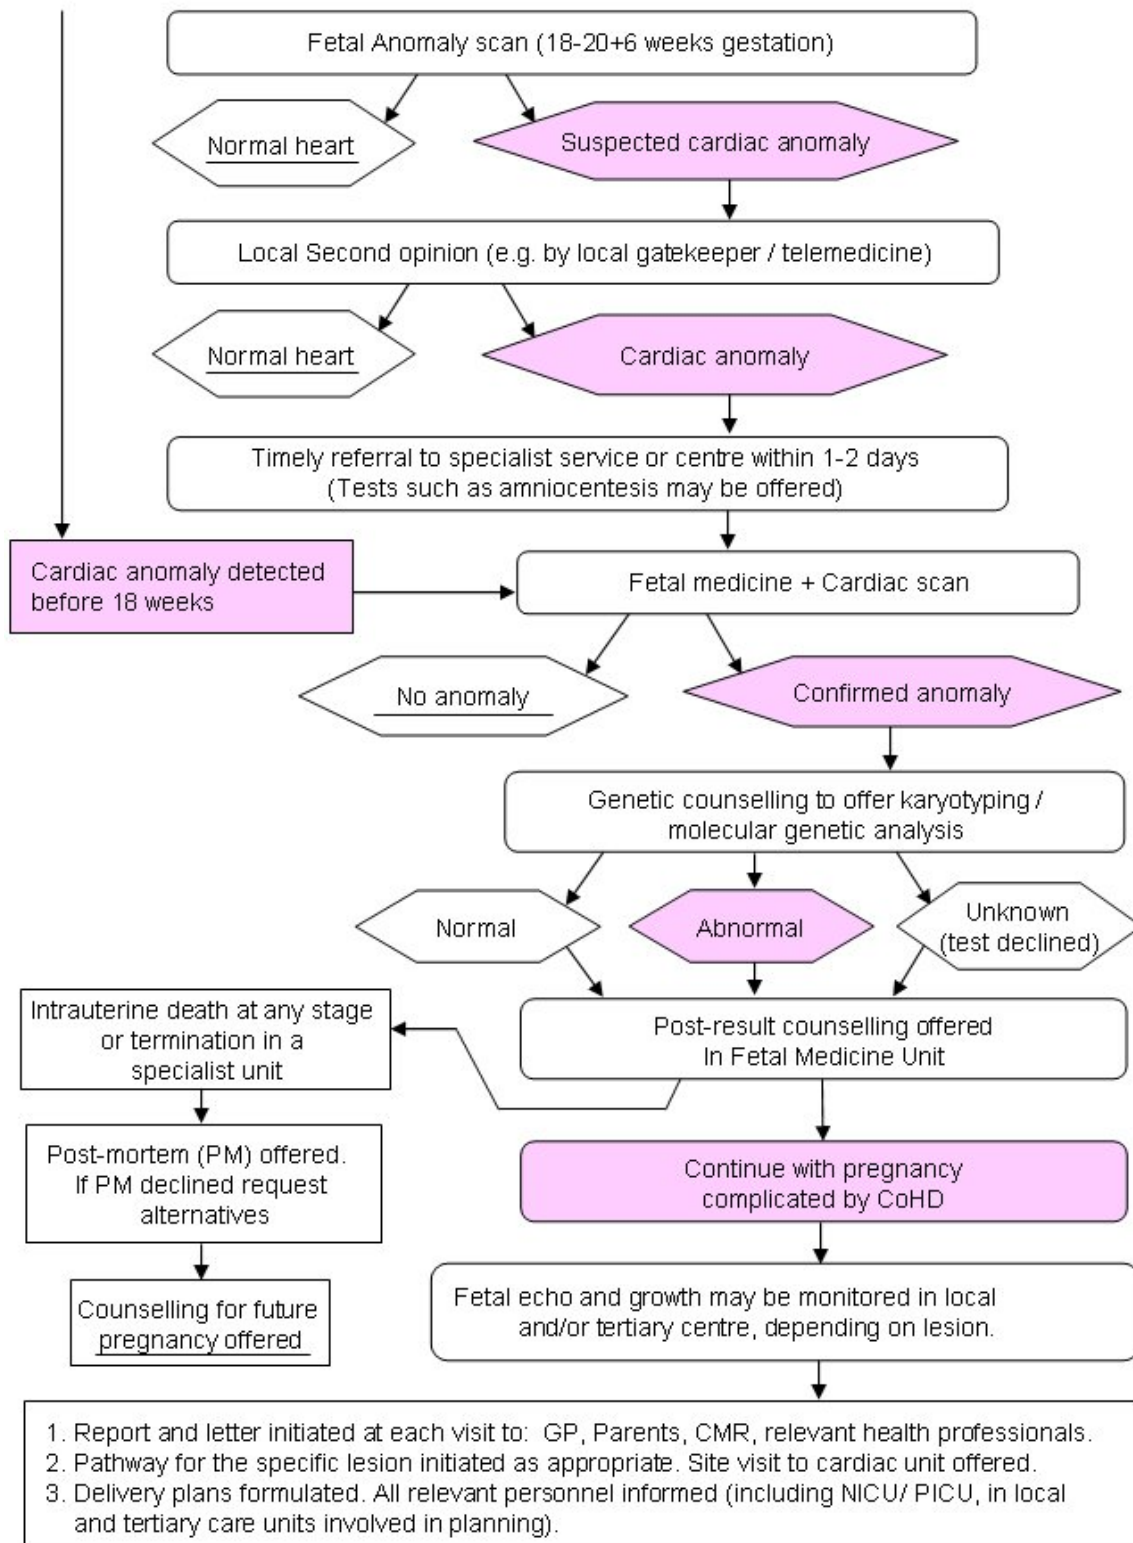 Fetal Anomaly scan (18-20+6 weeks gestation)
Normal heart
Suspected cardiac anomaly
Local Second opinion (e.g. by local gatekeeper / telemedicine)
Normal heart
Cardiac anomaly
Timely referral to specialist service or centre within 1-2 days
(Tests such as amniocentesis may be offered)
Cardiac anomaly detected
before 18 weeks
Fetal medicine + Cardiac scan
No anomaly
Confirmed anomaly
Genetic counselling to offer karyotyping /
molecular genetic analysis
Normal
Abnormal
Unknown
(test declined)
Post-result counselling offered
In Fetal Medicine Unit
Intrauterine death at any stage
or termination in a
specialist unit
Post-mortem (PM) offered.
If PM declined request
alternatives
Counselling for future
pregnancy offered
Continue with pregnancy
complicated by CoHD
Fetal echo and growth may be monitored in local
and/or tertiary centre, depending on lesion.
1. Report and letter initiated at each visit to: GP, Parents, CMR, relevant health professionals.
2. Pathway for the specific lesion initiated as appropriate. Site visit to cardiac unit offered.
3. Delivery plans formulated. All relevant personnel informed (including NICU/ PICU, in local
and tertiary care units involved in planning).